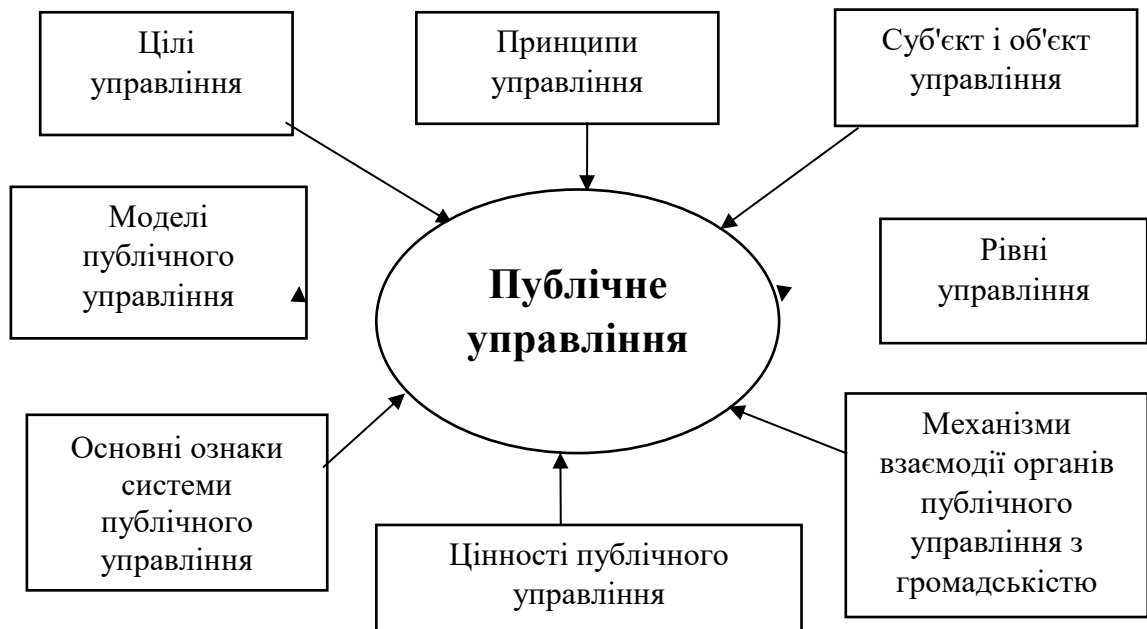 Цілі
управління
Принципи
управління
Суб'єкт і об'єкт
управління
Моделі
публічного
управління
Публічне
управління
Рівні
управління
Основні ознаки
системи
публічного
управління
Цінності публічного
управління
Механізми
взаємодії органів
публічного
управління з
громадськістю